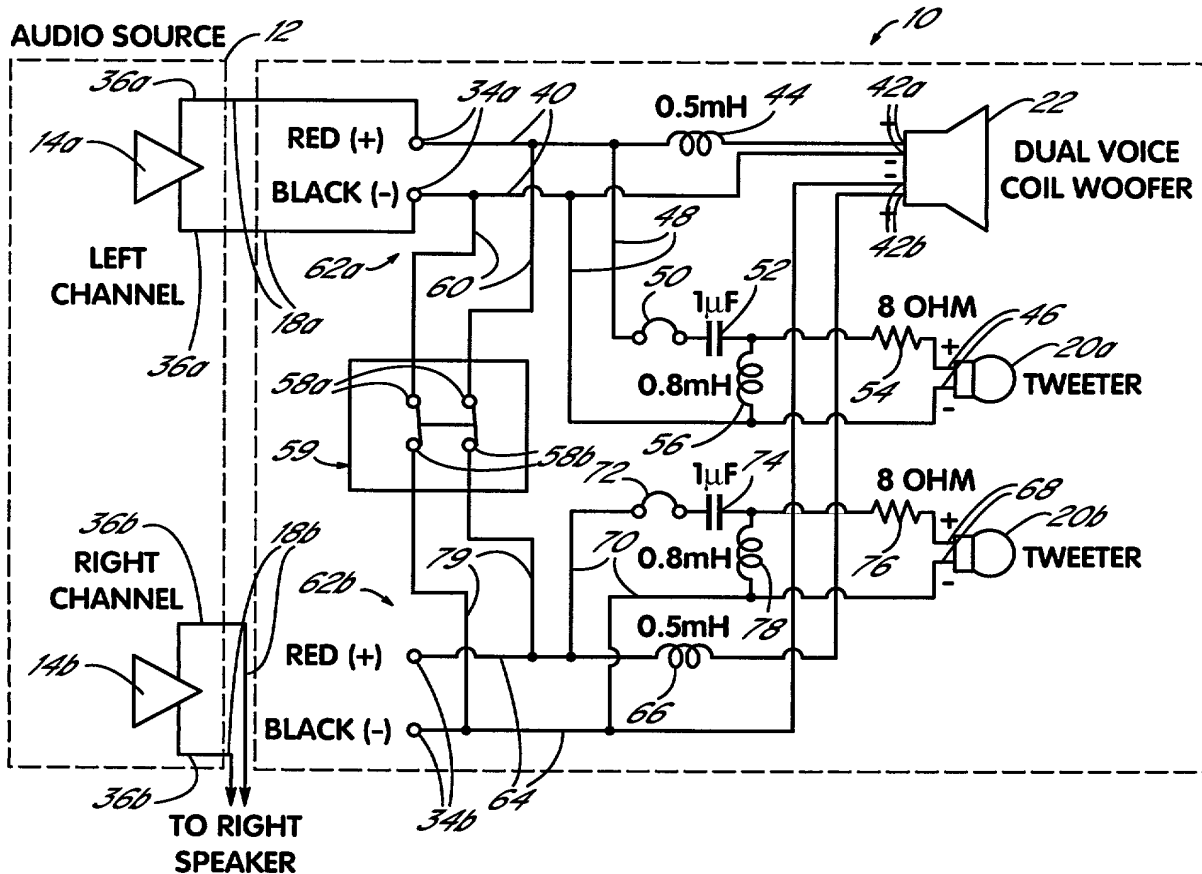 AUDIO SOURCE
12
10
36a
34a
40
0.5mH
44
42a
22
14a
RED (+)
+
DUAL VOICE
COIL WOOFER
BLACK (-)
-
-
+
42b
LEFT
CHANNEL
62a
60
48
50
52
1µF
8 OHM
18a
46
36a
+
20a
58a
0.8mH
54
TWEETER
-
56
59
58b
72
74
1µF
8 OHM
68
36b
18b
+
20b
RIGHT
CHANNEL
79
70
0.8mH
76
TWEETER
62b
-
0.5mH
78
14b
RED (+)
66
BLACK (-)
36b
34b
64
TO RIGHT
SPEAKER